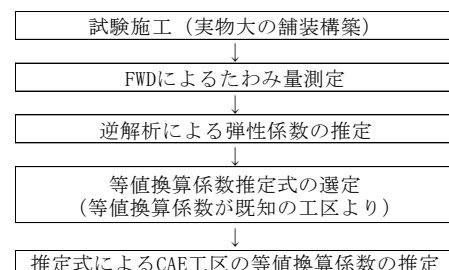 試験施工（実物大の舗装構築）
↓
FWDによるたわみ量測定
↓
逆解析による弾性係数の推定
↓
等値換算係数推定式の選定
（等値換算係数が既知の工区より）
↓
推定式によるCAE工区の等値換算係数の推定